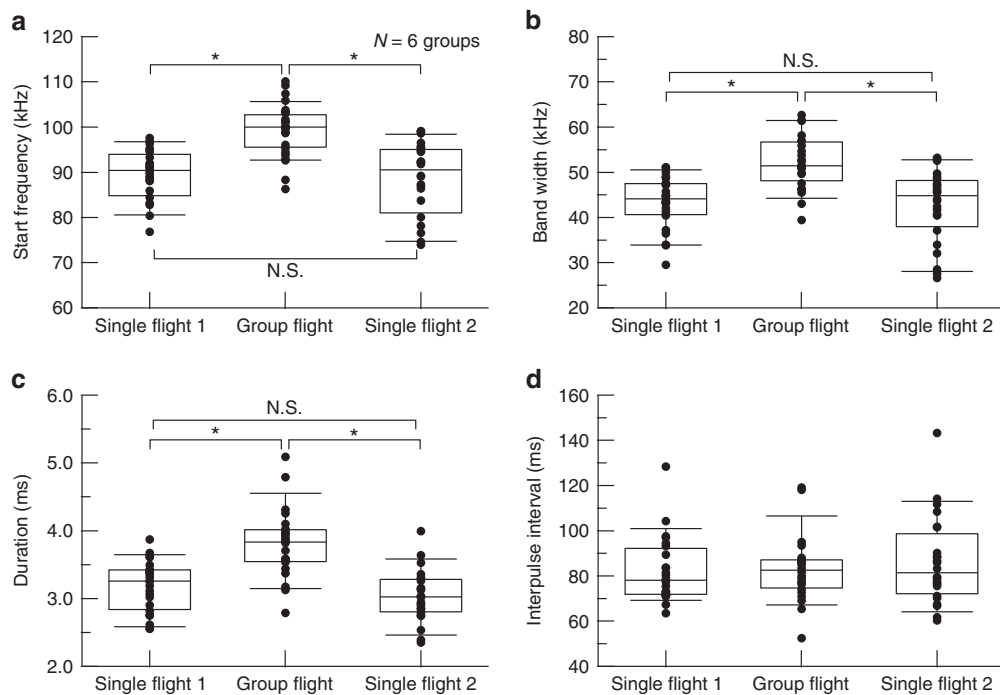 a
N = 6 groups
Start frequency (kHz)
120
110
100
90
80
70
60
*
*
N.S.
Single flight 1
Group flight
Single flight 2
b
Band width (kHz)
80
70
60
50
40
30
20
N.S.
*
*
Single flight 1
Group flight
Single flight 2
c
Duration (ms)
6.0
5.0
4.0
3.0
2.0
N.S.
*
*
Single flight 1
Group flight
Single flight 2
d
Interpulse interval (ms)
160
140
120
100
80
60
40
Single flight 1
Group flight
Single flight 2